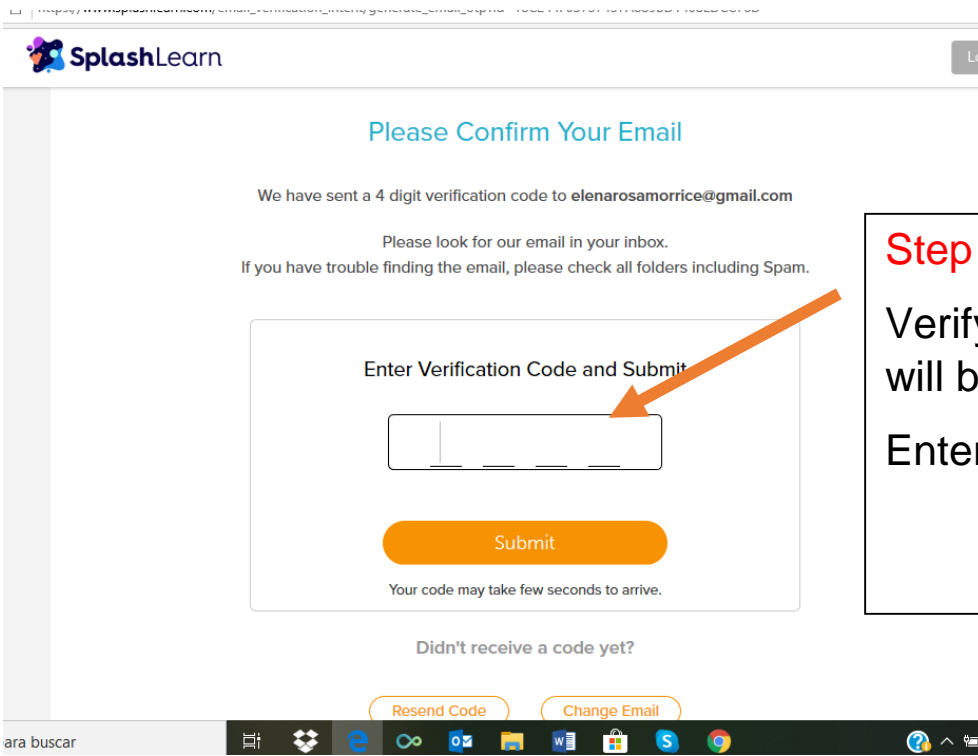 SplashLearn
Please Confirm Your Email
We have sent a 4 digit verification code to elenarosamorrice@gmail.com
Please look for our email in your inbox.
If you have trouble finding the email, please check all folders including Spam.
Step
Verify
will b
Enter
Enter Verification Code and Submit
Submit
Your code may take few seconds to arrive.
Didn't receive a code yet?
Resend Code
Change Email
ara buscar